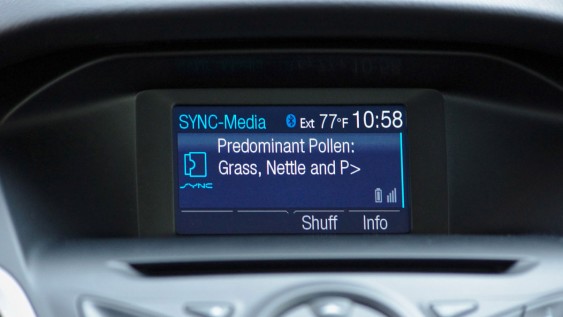 SYNC-Media Ext 77°F 10:58
Predominant Pollen:
Grass, Nettle and P>
SYNC
Shuff Info